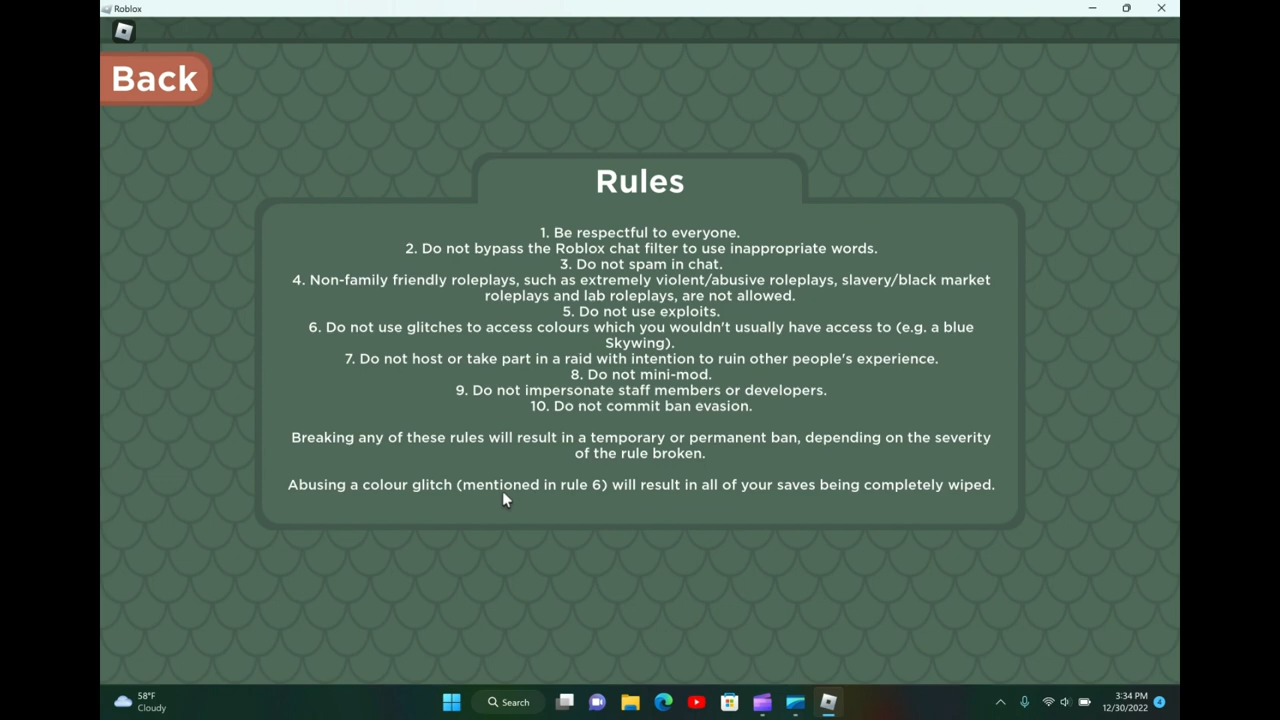 Roblox
Back
Rules
1. Be respectful to everyone.
2. Do not bypass the Roblox chat filter to use inappropriate words.
3. Do not spam in chat.
4. Non-family friendly roleplays, such as extremely violent/abusive roleplays, slavery/black market
roleplays and lab roleplays, are not allowed.
5. Do not use exploits.
6. Do not use glitches to access colours which you wouldn't usually have access to (e.g. a blue
Skywing).
7. Do not host or take part in a raid with intention to ruin other people's experience.
8. Do not mini-mod.
9. Do not impersonate staff members or developers.
10. Do not commit ban evasion.
Breaking any of these rules will result in a temporary or permanent ban, depending on the severity
of the rule broken.
Abusing a colour glitch (mentioned in rule 6) will result in all of your saves being completely wiped.
58°F
Cloudy
Search
3:34 PM
12/30/2022
4